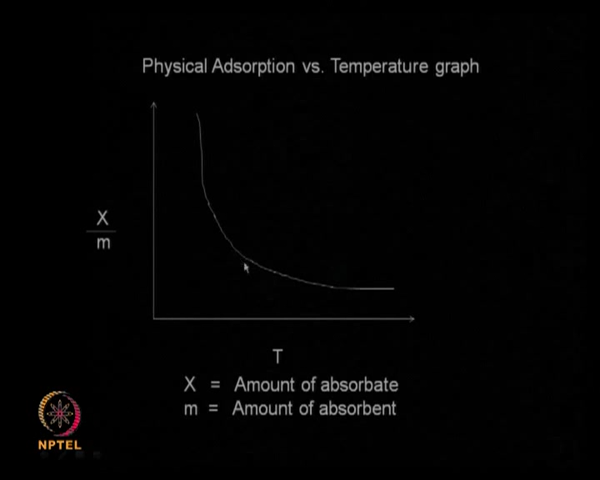 Physical Adsorption vs. Temperature graph
X
m
T
X = Amount of absorbate
m = Amount of absorbent
NPTEL